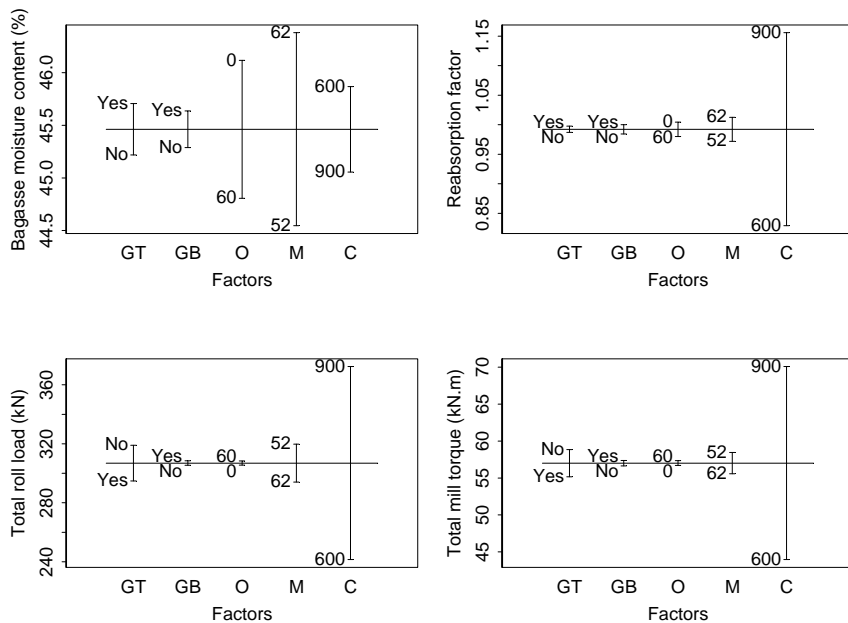 Bagasse moisture content (%)
44.5 45.0 45.5 46.0
Yes
No
Yes
No
0
60
62
52
600
900
GT GB O M C
Factors
Reabsorption factor
0.85 0.95 1.05 1.15
Yes
No
Yes
No
0
60
62
52
900
600
GT GB O M C
Factors
Total roll load (kN)
240 280 320 360
No
Yes
Yes
No
60
0
52
62
900
600
GT GB O M C
Factors
Total mill torque (kN.m)
45 50 55 60 65 70
No
Yes
Yes
No
60
0
52
62
900
600
GT GB O M C
Factors